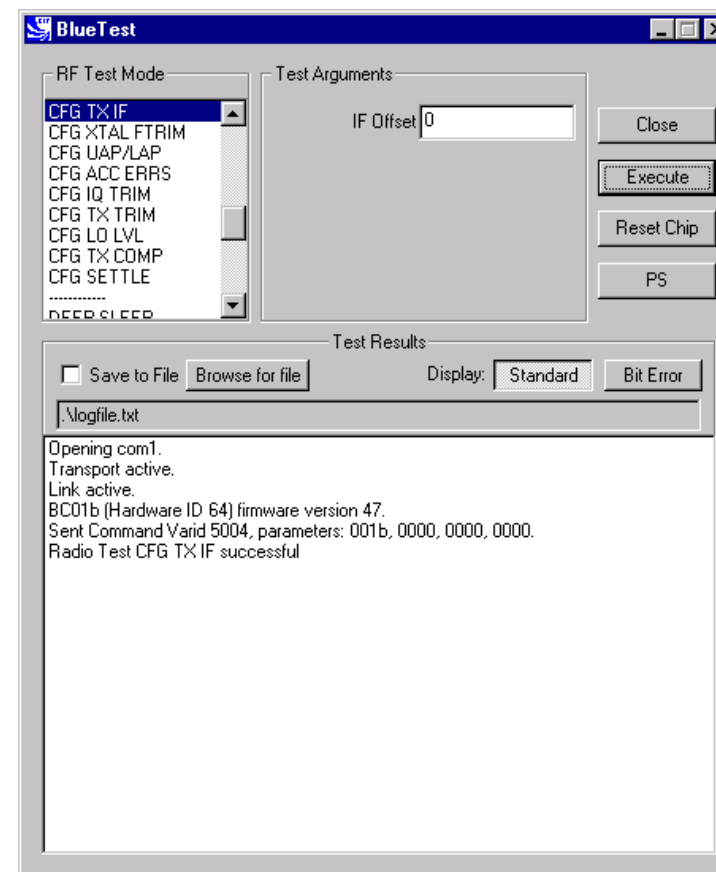 BlueTest
RF Test Mode
CFG TX IF
CFG XTAL FTRIM
CFG UAP/LAP
CFG ACC ERRS
CFG IQ TRIM
CFG TX TRIM
CFG LO LVL
CFG TX COMP
CFG SETTLE
------------
DEEP SLEEP
Test Arguments
IF Offset 0
Close
Execute
Reset Chip
PS
Test Results
Save to File Browse for file Display: Standard Bit Error
.\logfile.txt
Opening com1.
Transport active.
Link active.
BC01b (Hardware ID 64) firmware version 47.
Sent Command Varid 5004, parameters: 001b, 0000, 0000, 0000.
Radio Test CFG TX IF successful